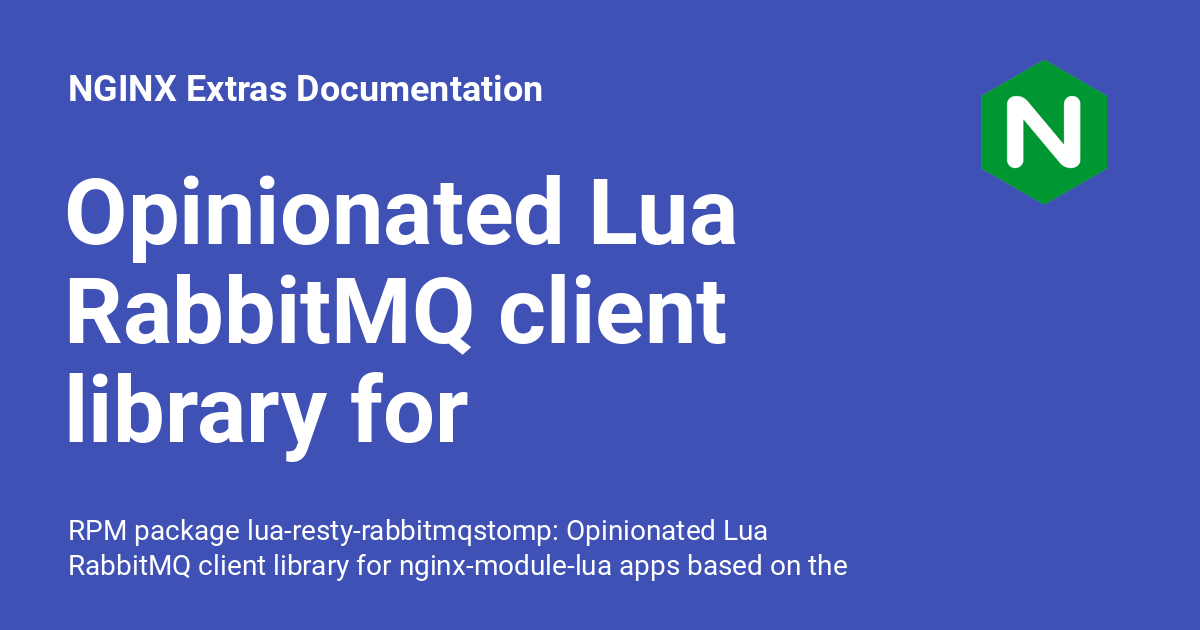 NGINX Extras Documentation
N
Opinionated Lua
RabbitMQ client
library for
RPM package lua-resty-rabbitmqstomp: Opinionated Lua
RabbitMQ client library for nginx-module-lua apps based on the